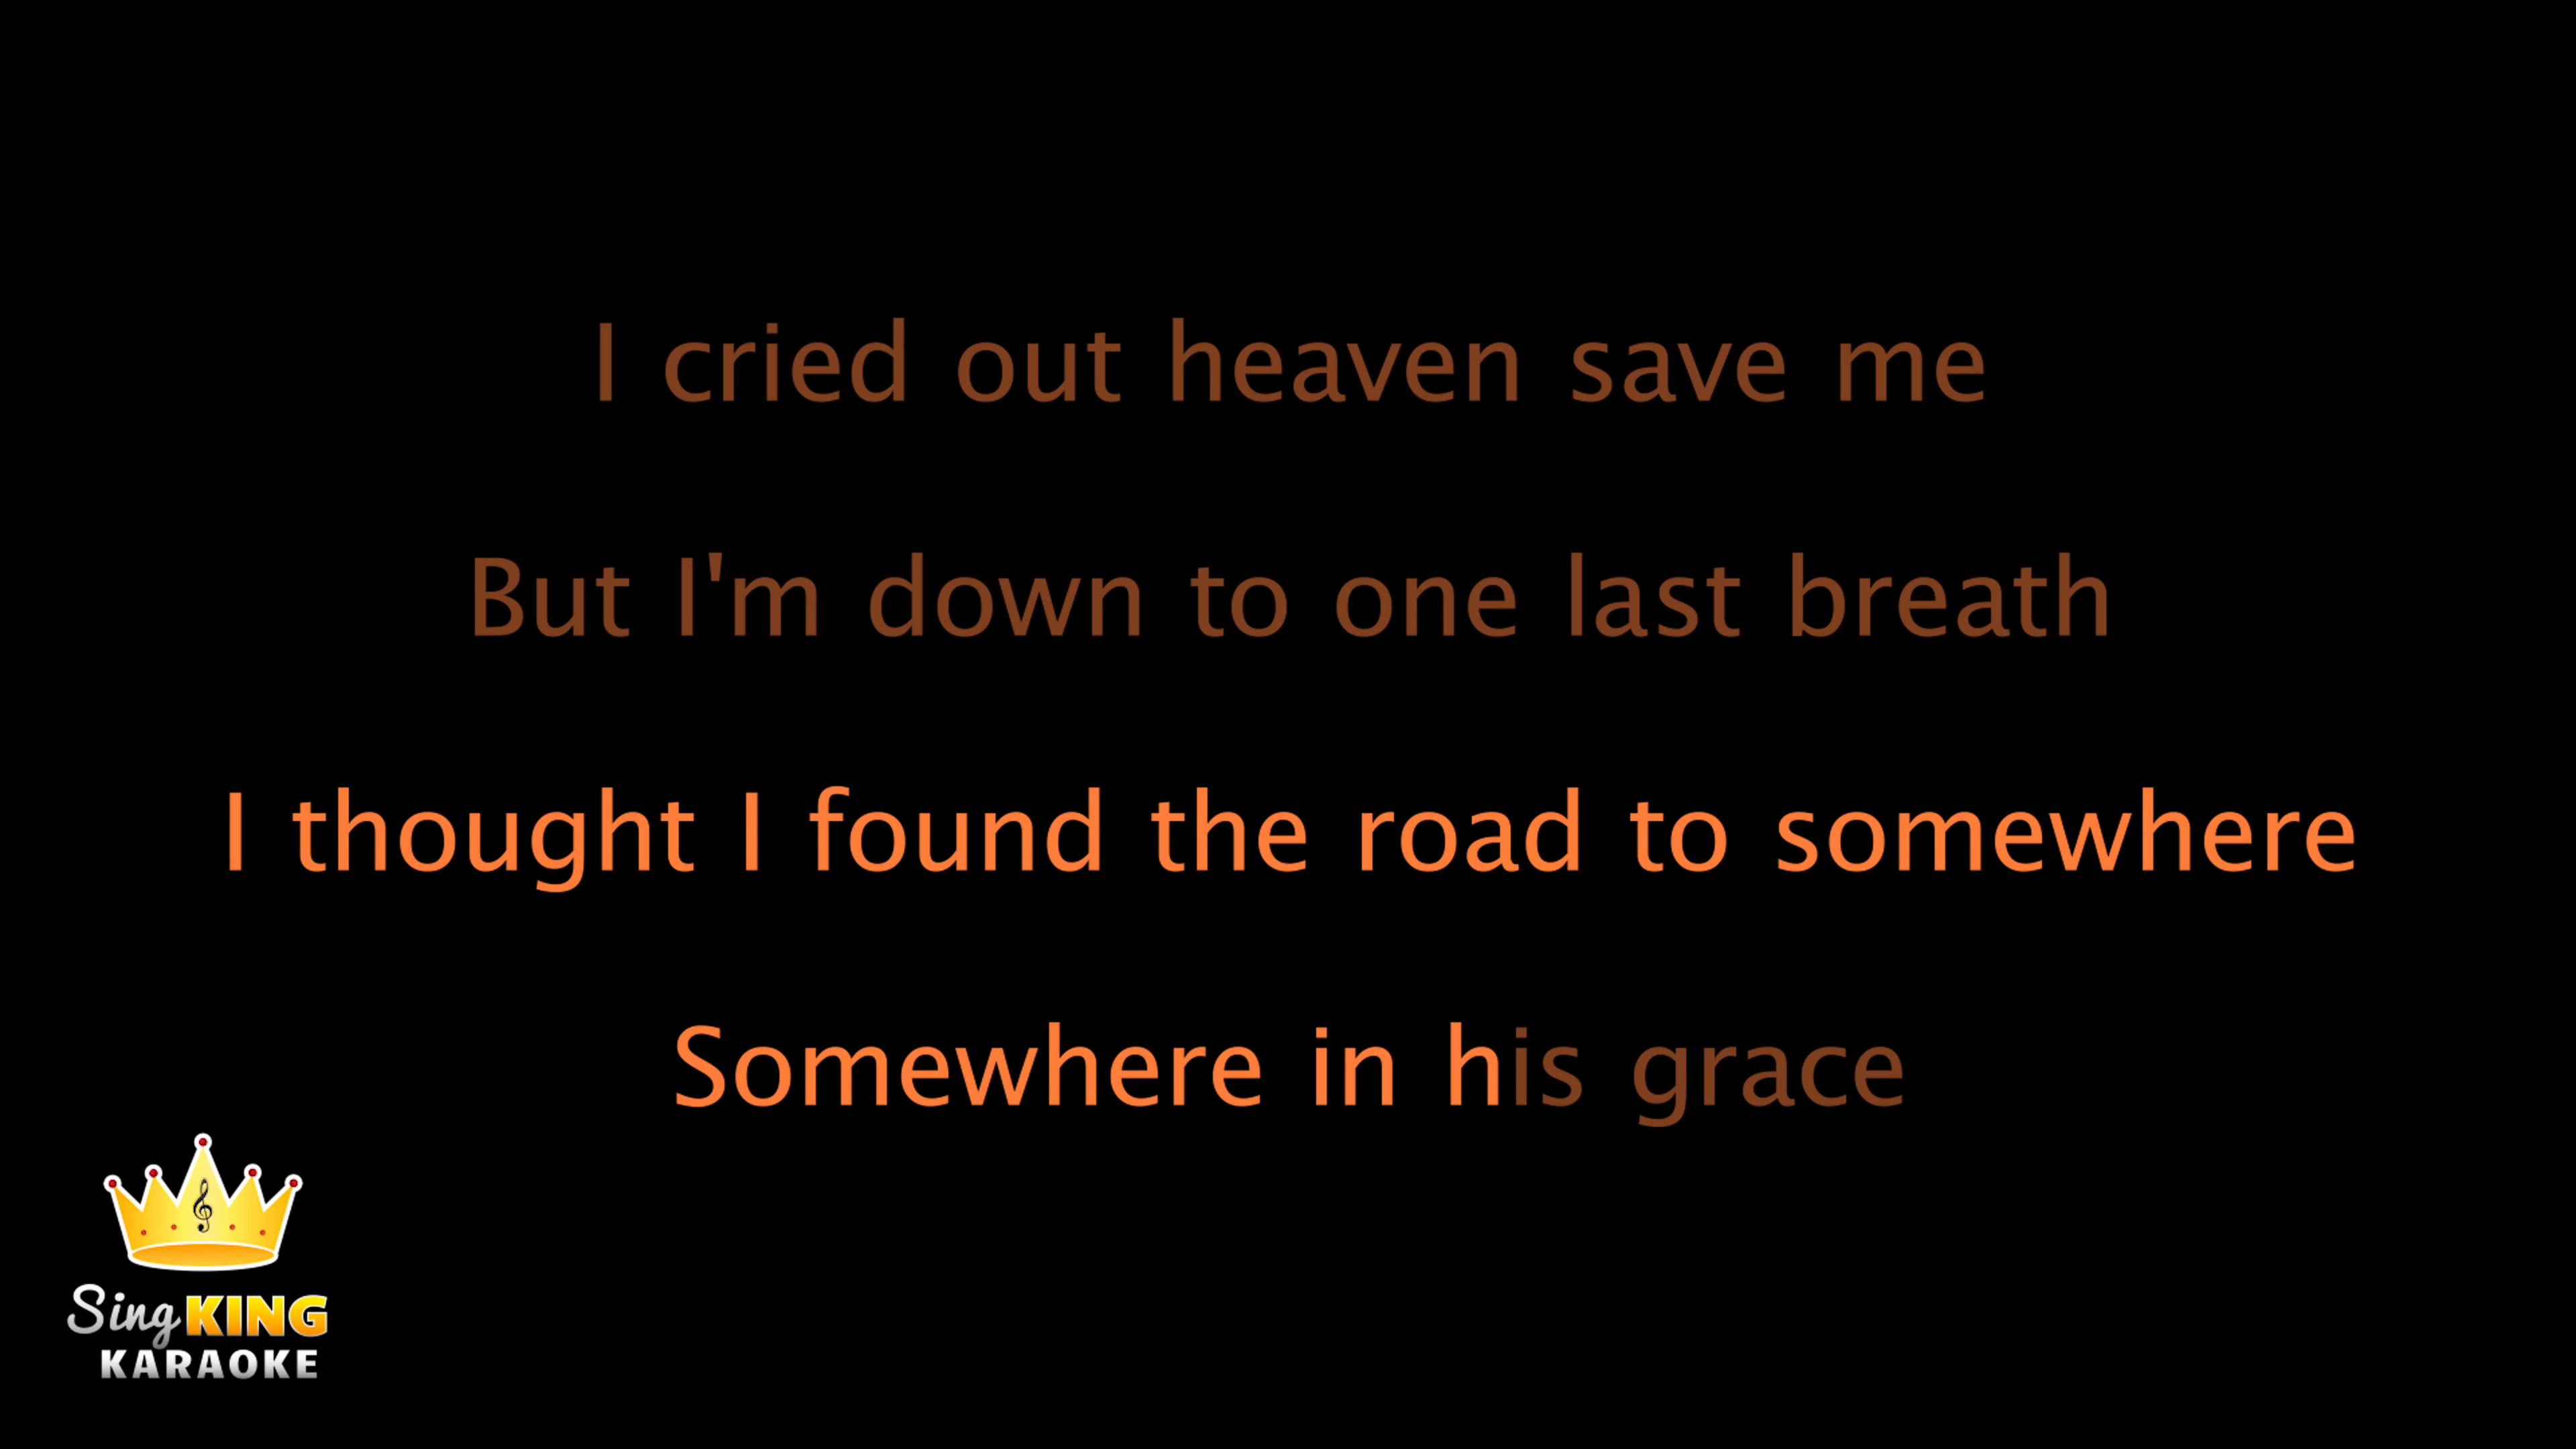 I cried out heaven save me
But I'm down to one last breath
I thought I found the road to somewhere
Somewhere in his grace
Sing KING
KARAOKE